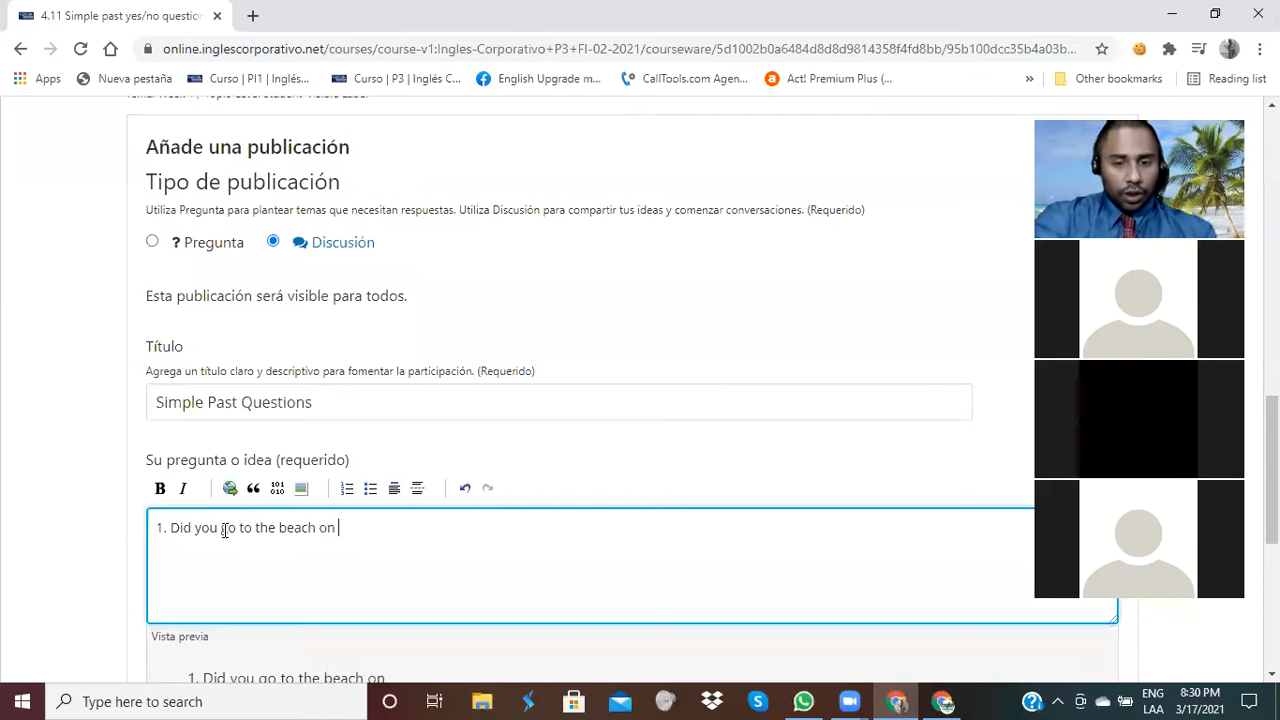 4.11 Simple past yes/no question
online.inglescorporativo.net/courses/course-v1:Ingles-Corporativo+P3+FI-02-2021/courseware/5d1002b0a6484d8d8d9814358f4fd8bb/95b100dcc35b4a03b...
Apps Nueva pestaña Curso | PI1 | Inglés... Curso | P3 | Inglés C... English Upgrade m... CallTools.com Agen... Act! Premium Plus (... » Other bookmarks Reading list
Añade una publicación
Tipo de publicación
Utiliza Pregunta para plantear temas que necesitan respuestas. Utiliza Discusión para compartir tus ideas y comenzar conversaciones. (Requerido)
? Pregunta Discusión
Esta publicación será visible para todos.
Título
Agrega un título claro y descriptivo para fomentar la participación. (Requerido)
Simple Past Questions
Su pregunta o idea (requerido)
B I
1. Did you go to the beach on
Vista previa
1. Did you go to the beach on
Type here to search
ENG 8:30 PM
LAA 3/17/2021